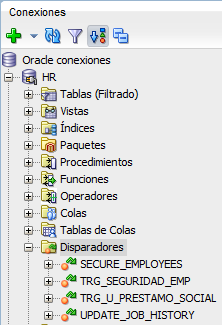 Conexiones
Oracle conexiones
HR
Tablas (Filtrado)
Vistas
Índices
Paquetes
Procedimientos
Funciones
Operadores
Colas
Tablas de Colas
Disparadores
SECURE_EMPLOYEES
TRG_SEGURIDAD_EMP
TRG_U_PRESTAMO_SOCIAL
UPDATE_JOB_HISTORY